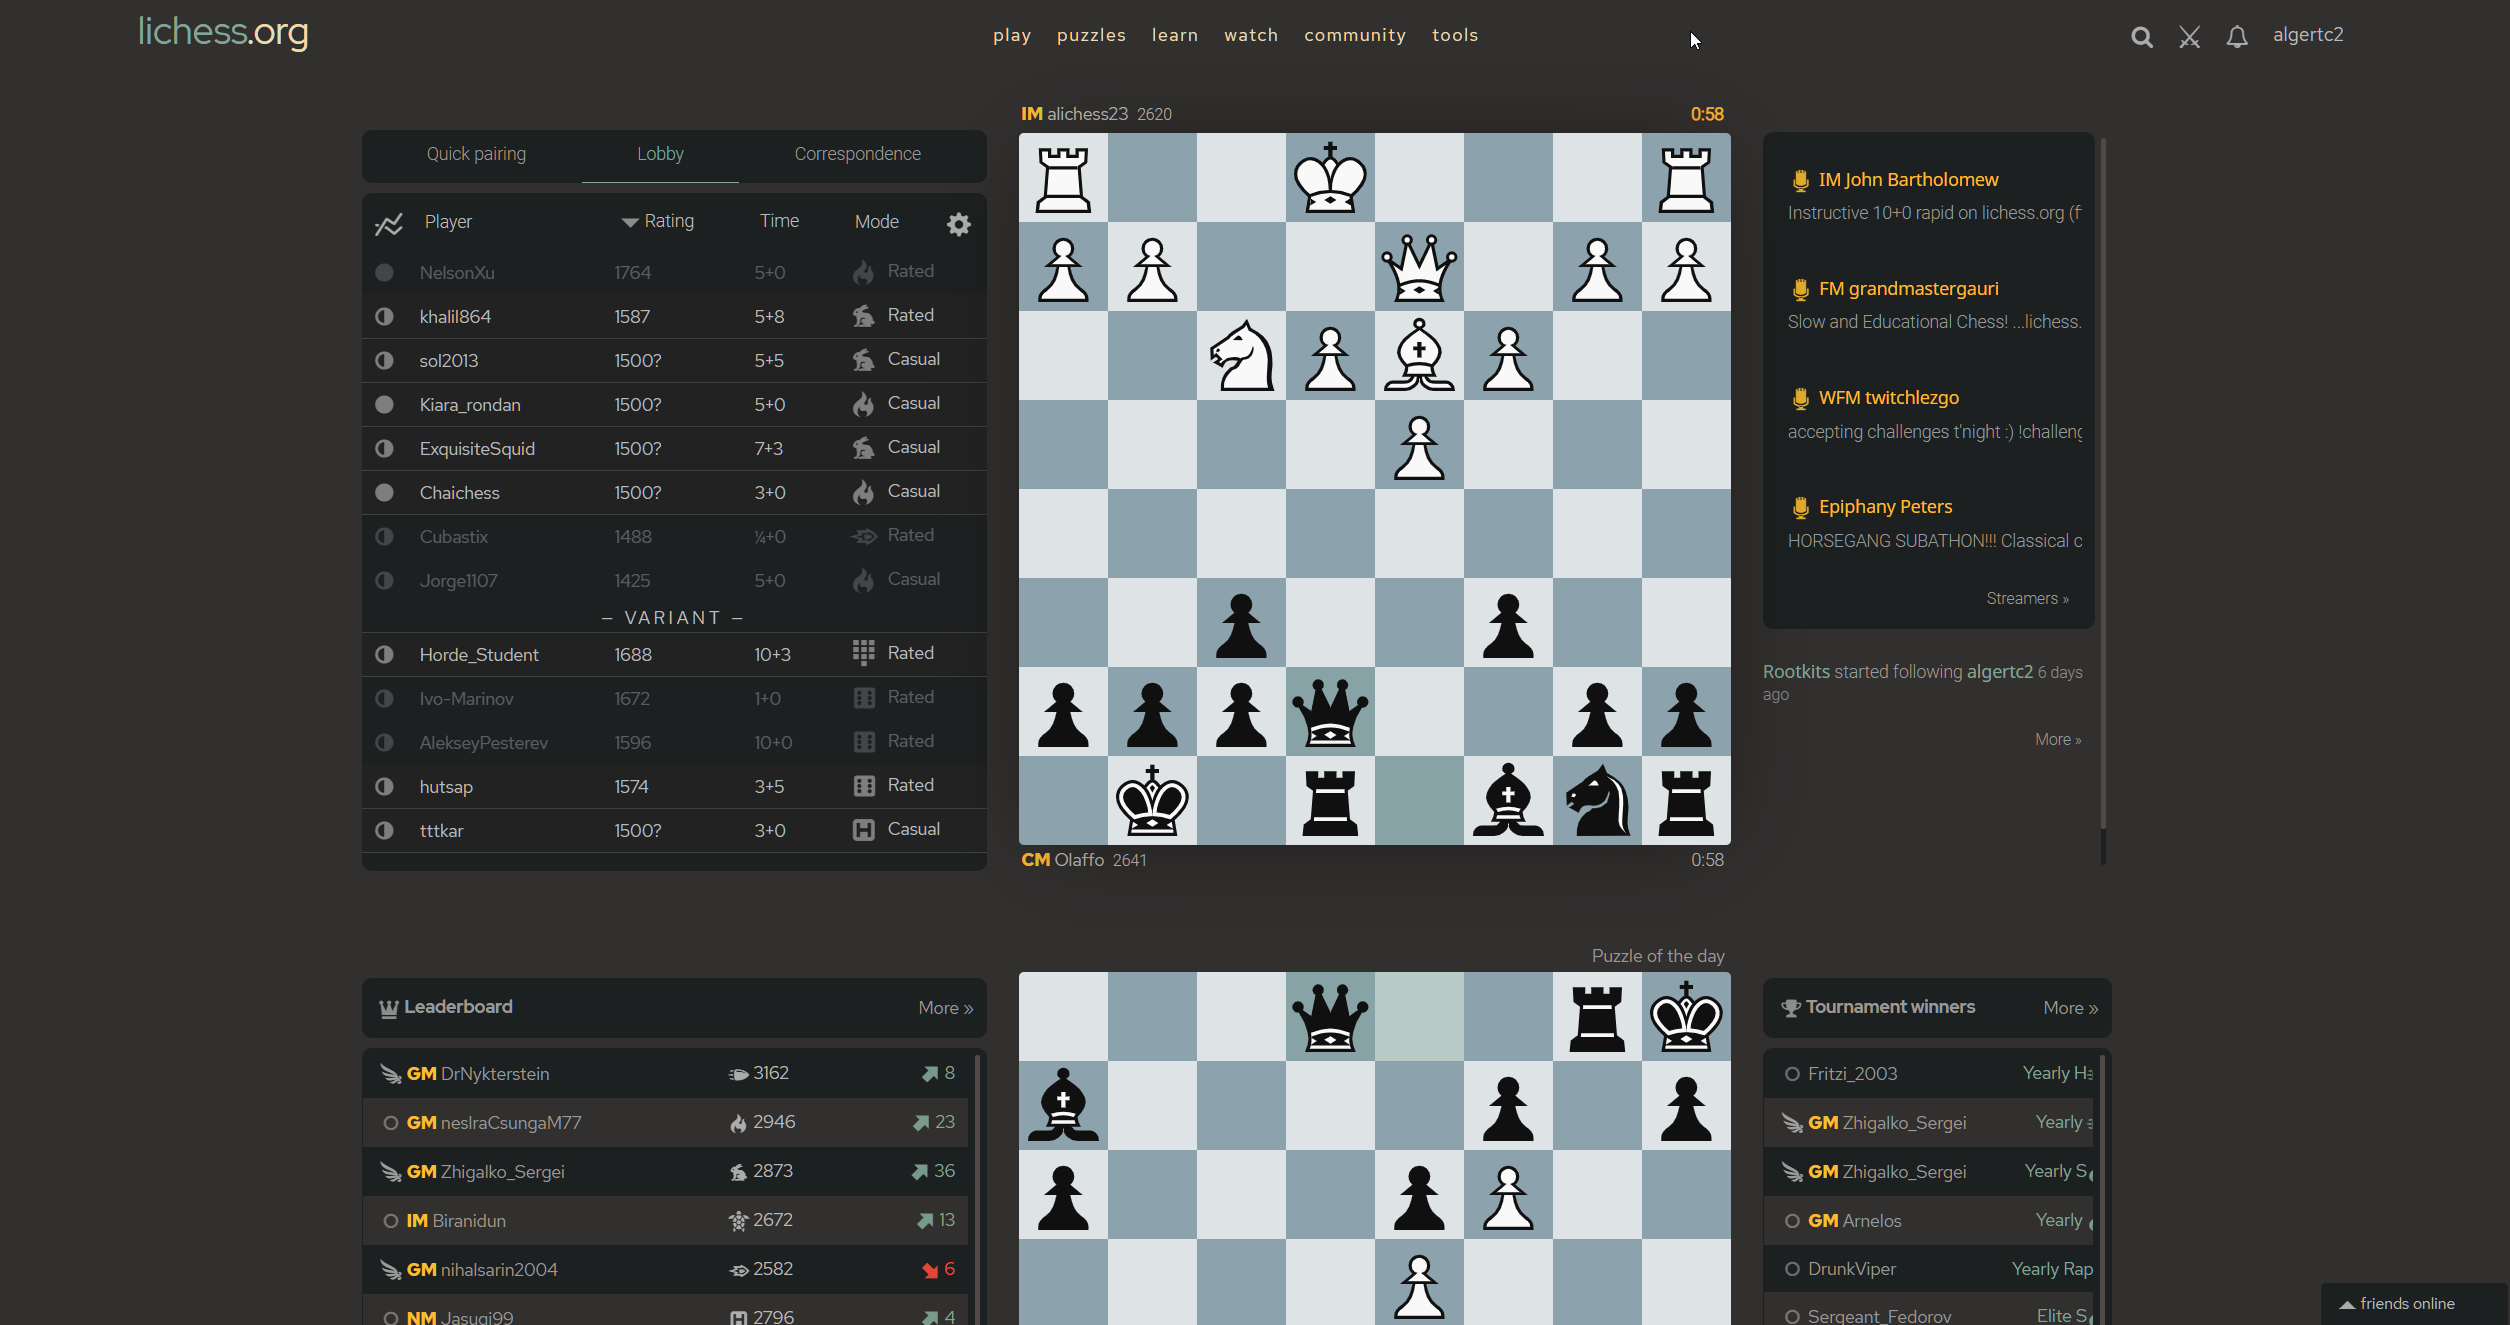 lichess.org
play puzzles learn watch community tools
algertc2
Quick pairing Lobby Correspondence
Player Rating Time Mode
NelsonXu 1764 5+0 Rated
khalil864 1587 5+8 Rated
sol2013 1500? 5+5 Casual
Kiara_rondan 1500? 5+0 Casual
ExquisiteSquid 1500? 7+3 Casual
Chaichess 1500? 3+0 Casual
Cubastix 1488 ¼+0 Rated
Jorge1107 1425 5+0 Casual
– VARIANT –
Horde_Student 1688 10+3 Rated
Ivo-Marinov 1672 1+0 Rated
AlekseyPesterev 1596 10+0 Rated
hutsap 1574 3+5 Rated
tttkar 1500? 3+0 Casual
IM alichess23 2620 0:58
CM Olaffo 2641 0:58
IM John Bartholomew
Instructive 10+0 rapid on lichess.org (f
FM grandmastergauri
Slow and Educational Chess! ...lichess.
WFM twitchlezgo
accepting challenges t'night :) !challeng
Epiphany Peters
HORSEGANG SUBATHON!!! Classical c
Streamers »
Rootkits started following algertc2 6 days
ago
More »
Leaderboard More »
GM DrNykterstein 3162 8
GM neslraCsungaM77 2946 23
GM Zhigalko_Sergei 2873 36
IM Biranidun 2672 13
GM nihalsarin2004 2582 6
NM Jasugi99 2796 4
Puzzle of the day
Tournament winners More »
Fritzi_2003 Yearly H
GM Zhigalko_Sergei Yearly
GM Zhigalko_Sergei Yearly S
GM Arnelos Yearly
DrunkViper Yearly Rap
Sergeant_Fedorov Elite S
friends online